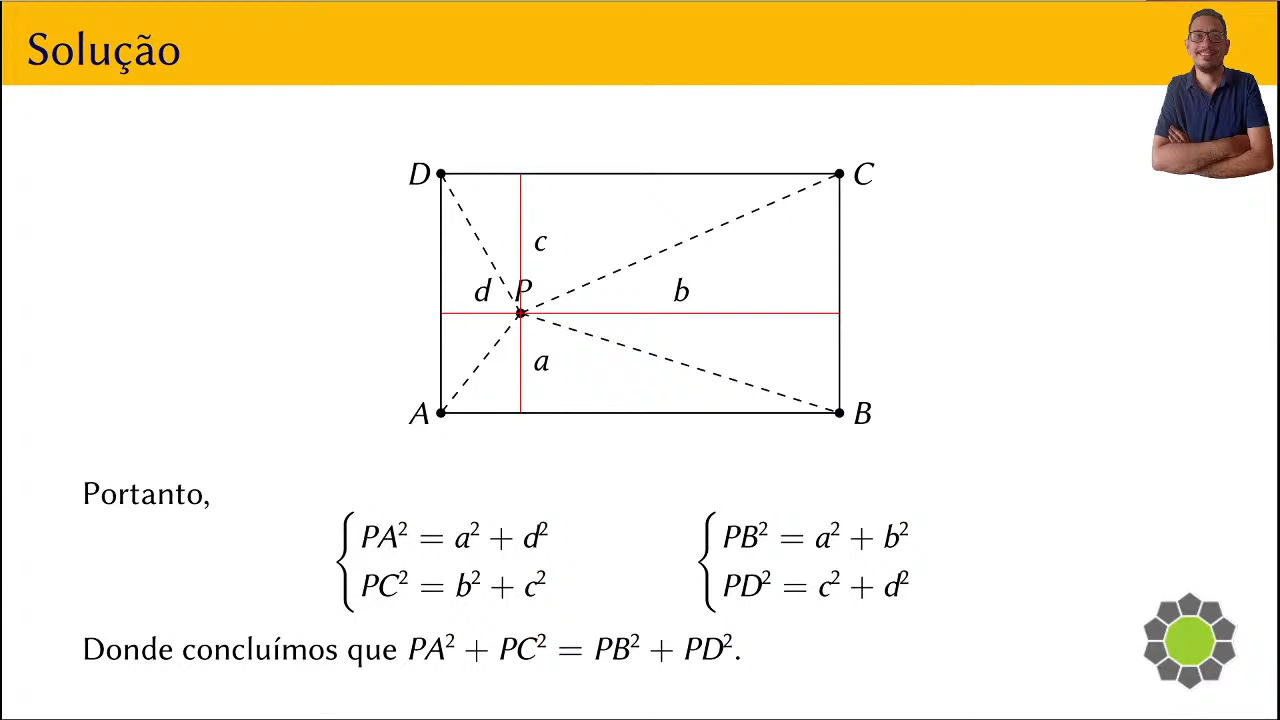 Solução
D C
c
d P b
a
A B
Portanto,
{ PA² = a² + d² { PB² = a² + b²
{ PC² = b² + c² { PD² = c² + d²
Donde concluímos que PA² + PC² = PB² + PD².